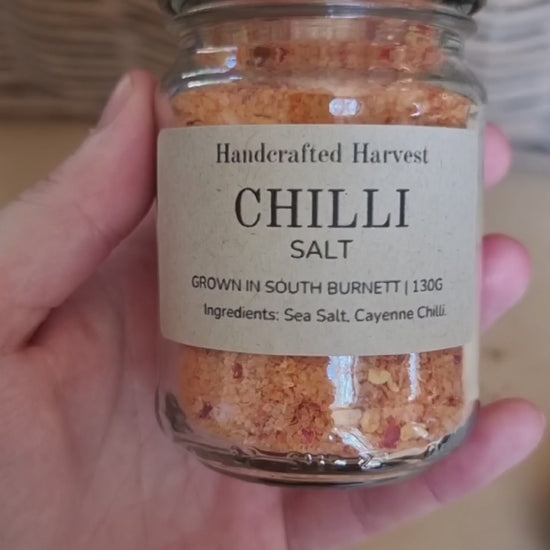 Handcrafted Harvest
CHILLI
SALT
GROWN IN SOUTH BURNETT | 130G
Ingredients: Sea Salt, Cayenne Chilli.